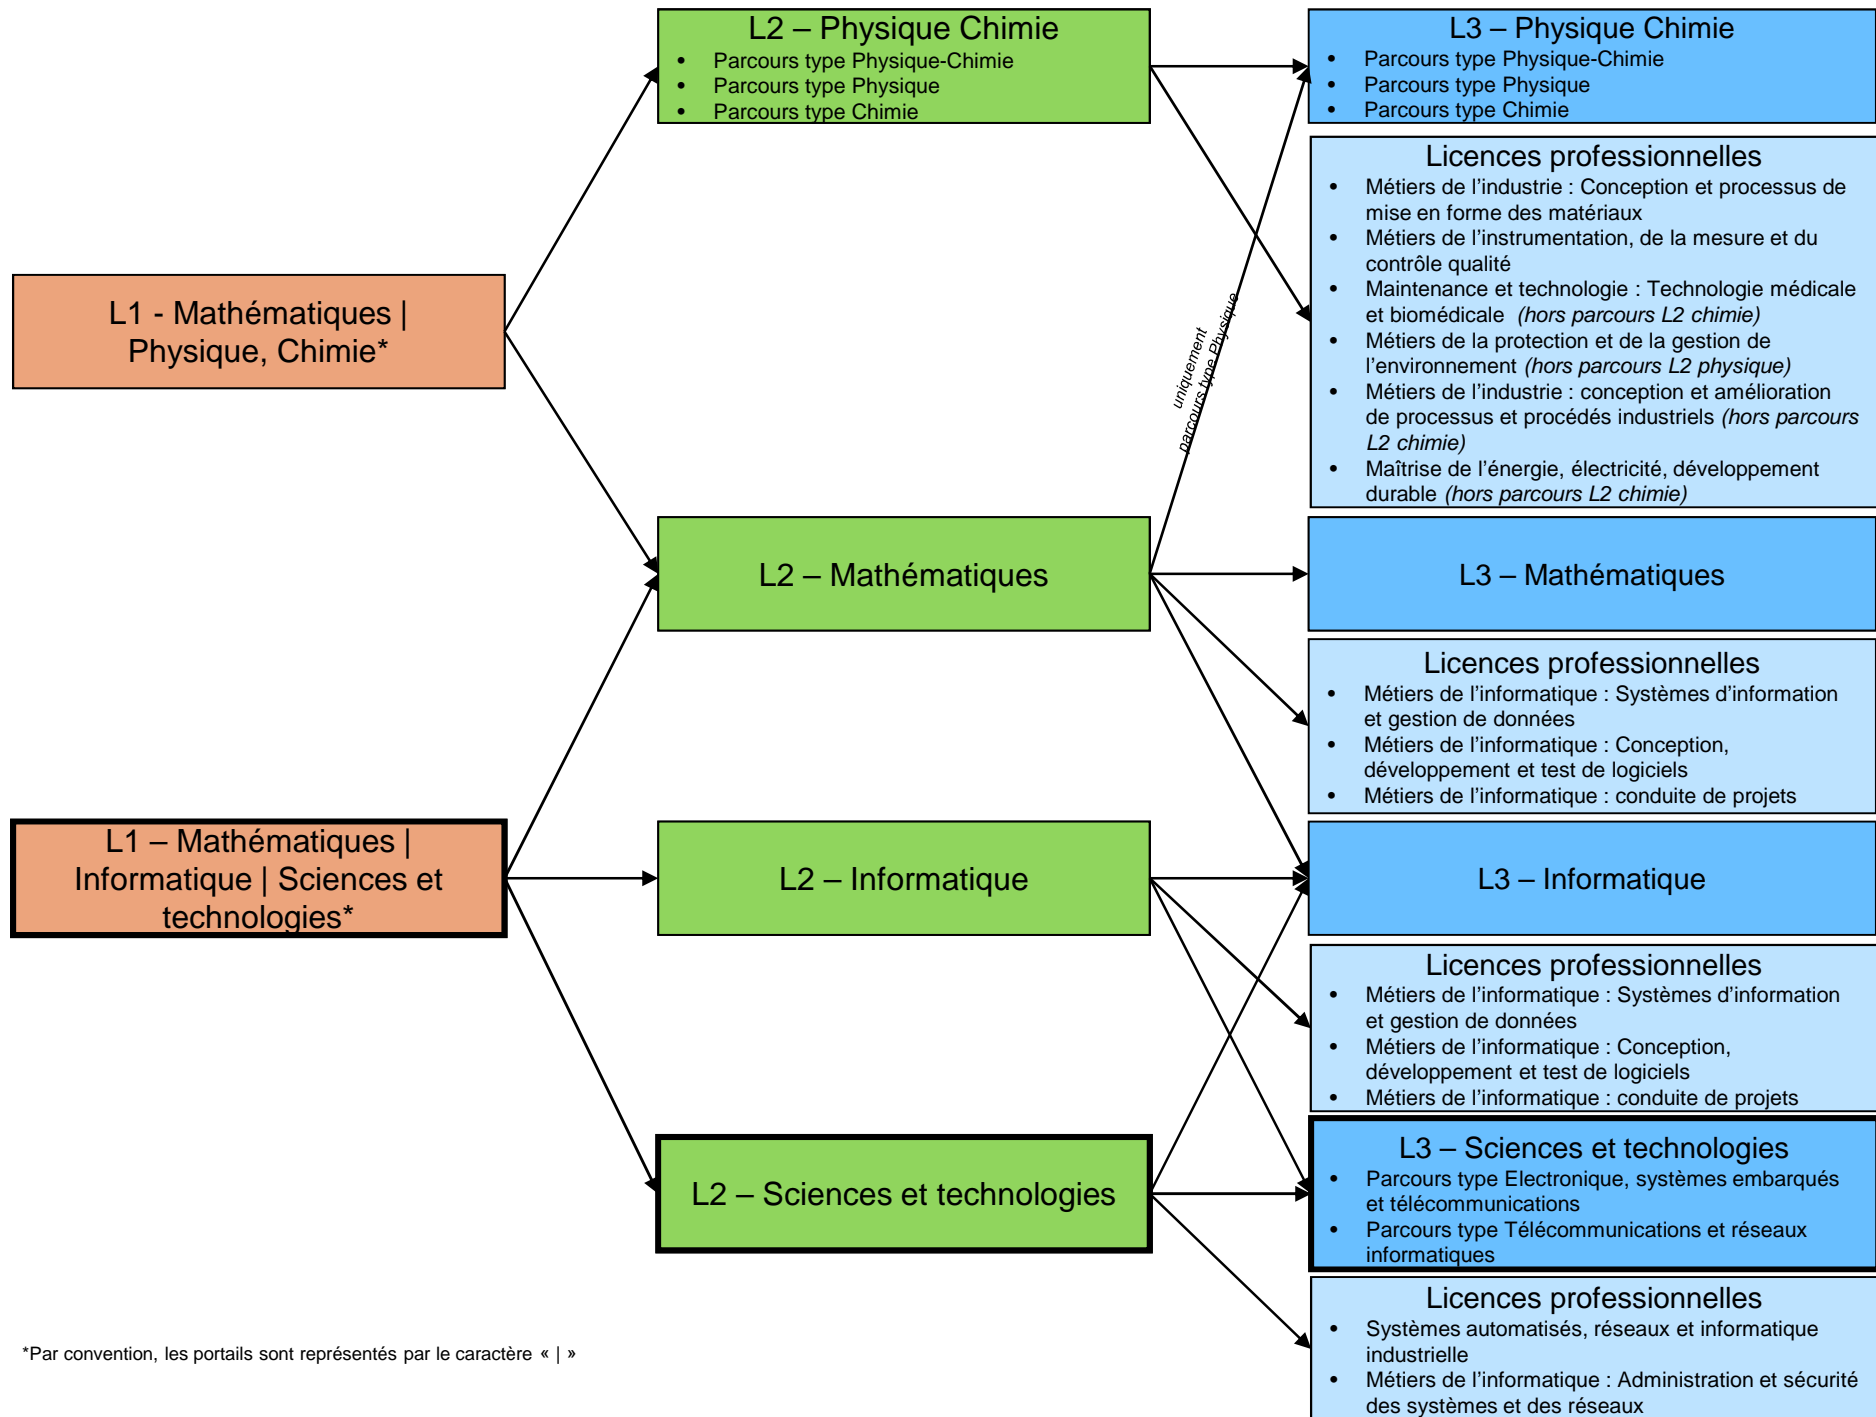 L2 – Physique Chimie
• Parcours type Physique-Chimie
• Parcours type Physique
• Parcours type Chimie
L3 – Physique Chimie
• Parcours type Physique-Chimie
• Parcours type Physique
• Parcours type Chimie
Licences professionnelles
• Métiers de l’industrie : Conception et processus de
mise en forme des matériaux
• Métiers de l’instrumentation, de la mesure et du
contrôle qualité
• Maintenance et technologie : Technologie médicale
et biomédicale (hors parcours L2 chimie)
• Métiers de la protection et de la gestion de
l’environnement (hors parcours L2 physique)
• Métiers de l’industrie : conception et amélioration
de processus et procédés industriels (hors parcours
L2 chimie)
• Maîtrise de l’énergie, électricité, développement
durable (hors parcours L2 chimie)
L1 - Mathématiques |
Physique, Chimie*
uniquement
parcours type Physique
L2 – Mathématiques
L3 – Mathématiques
Licences professionnelles
• Métiers de l’informatique : Systèmes d’information
et gestion de données
• Métiers de l’informatique : Conception,
développement et test de logiciels
• Métiers de l’informatique : conduite de projets
L1 – Mathématiques |
Informatique | Sciences et
technologies*
L2 – Informatique
L3 – Informatique
Licences professionnelles
• Métiers de l’informatique : Systèmes d’information
et gestion de données
• Métiers de l’informatique : Conception,
développement et test de logiciels
• Métiers de l’informatique : conduite de projets
L2 – Sciences et technologies
L3 – Sciences et technologies
• Parcours type Electronique, systèmes embarqués
et télécommunications
• Parcours type Télécommunications et réseaux
informatiques
Licences professionnelles
• Systèmes automatisés, réseaux et informatique
industrielle
• Métiers de l’informatique : Administration et sécurité
des systèmes et des réseaux
*Par convention, les portails sont représentés par le caractère « | »